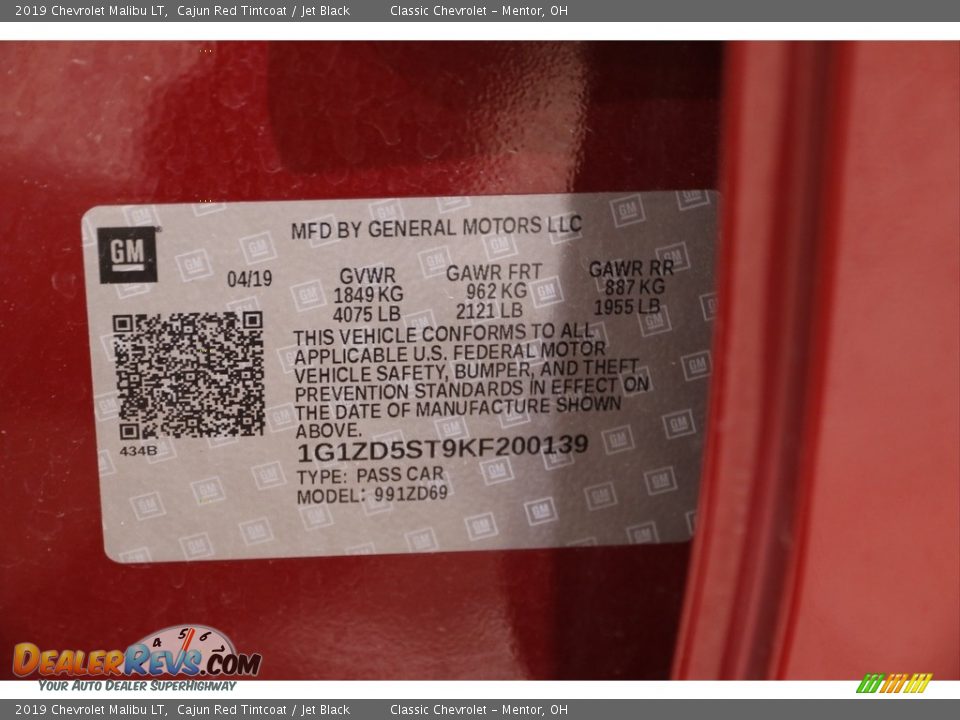 2019 Chevrolet Malibu LT, Cajun Red Tintcoat / Jet Black Classic Chevrolet – Mentor, OH
MFD BY GENERAL MOTORS LLC
GM
04/19
GVWR GAWR FRT GAWR RR
1849 KG 962 KG 887 KG
4075 LB 2121 LB 1955 LB
THIS VEHICLE CONFORMS TO ALL
APPLICABLE U.S. FEDERAL MOTOR
VEHICLE SAFETY, BUMPER, AND THEFT
PREVENTION STANDARDS IN EFFECT ON
THE DATE OF MANUFACTURE SHOWN
ABOVE.
434B
1G1ZD5ST9KF200139
TYPE: PASS CAR
MODEL: 991ZD69
4 5 6
DEALERREVS.COM
YOUR AUTO DEALER SUPERHIGHWAY
2019 Chevrolet Malibu LT, Cajun Red Tintcoat / Jet Black Classic Chevrolet – Mentor, OH